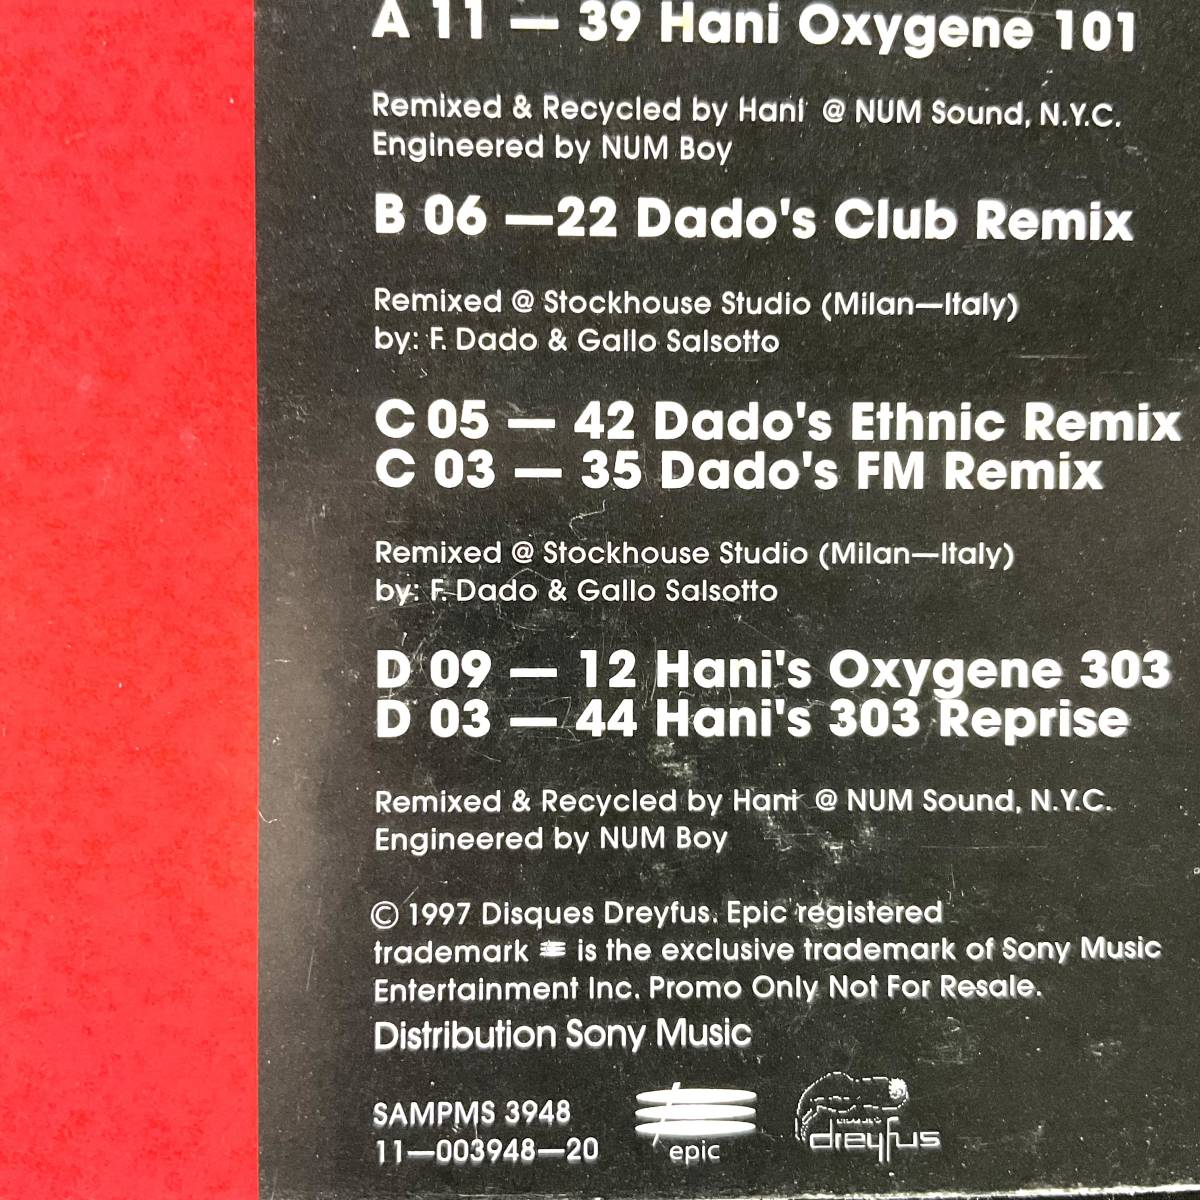 A 11 — 39 Hani Oxygene 101
Remixed & Recycled by Hani @ NUM Sound, N.Y.C.
Engineered by NUM Boy
B 06 —22 Dado's Club Remix
Remixed @ Stockhouse Studio (Milan—Italy)
by: F. Dado & Gallo Salsotto
C 05 — 42 Dado's Ethnic Remix
C 03 — 35 Dado's FM Remix
Remixed @ Stockhouse Studio (Milan—Italy)
by: F. Dado & Gallo Salsotto
D 09 — 12 Hani's Oxygene 303
D 03 — 44 Hani's 303 Reprise
Remixed & Recycled by Hani @ NUM Sound, N.Y.C.
Engineered by NUM Boy
© 1997 Disques Dreyfus. Epic registered
trademark is the exclusive trademark of Sony Music
Entertainment Inc. Promo Only Not For Resale.
Distribution Sony Music
SAMPMS 3948
11—003948—20
epic
dreyfus